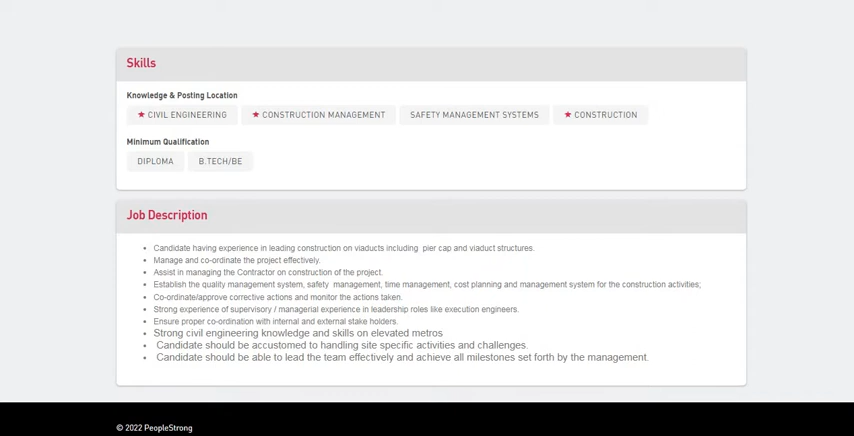 Skills
Knowledge & Posting Location
★ CIVIL ENGINEERING ★ CONSTRUCTION MANAGEMENT SAFETY MANAGEMENT SYSTEMS ★ CONSTRUCTION
Minimum Qualification
DIPLOMA B.TECH/BE
Job Description
• Candidate having experience in leading construction on viaducts including  pier cap and viaduct structures.
• Manage and co-ordinate the project effectively.
• Assist in managing the Contractor on construction of the project.
• Establish the quality management system, safety  management, time management, cost planning and management system for the construction activities;
• Co-ordinate/approve corrective actions and monitor the actions taken.
• Strong experience of supervisory / managerial experience in leadership roles like execution engineers.
• Ensure proper co-ordination with internal and external stake holders.
• Strong civil engineering knowledge and skills on elevated metros
• Candidate should be accustomed to handling site specific activities and challenges.
• Candidate should be able to lead the team effectively and achieve all milestones set forth by the management.
© 2022 PeopleStrong